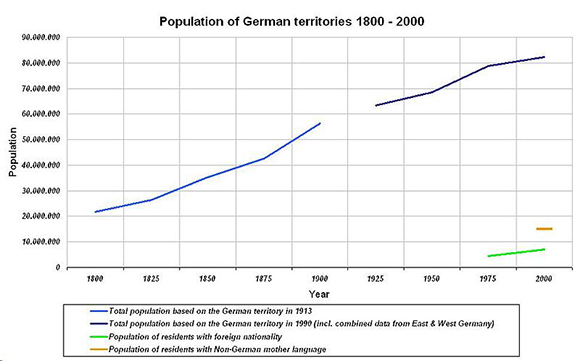 Population of German territories 1800 - 2000
90.000.000
80.000.000
70.000.000
60.000.000
50.000.000
40.000.000
30.000.000
20.000.000
10.000.000
0
Population
1800 1825 1850 1875 1900 1925 1950 1975 2000
Year
Total population based on the German territory in 1913
Total population based on the German territory in 1990 (incl. combined data from East & West Germany)
Population of residents with foreign nationality
Population of residents with Non-German mother language